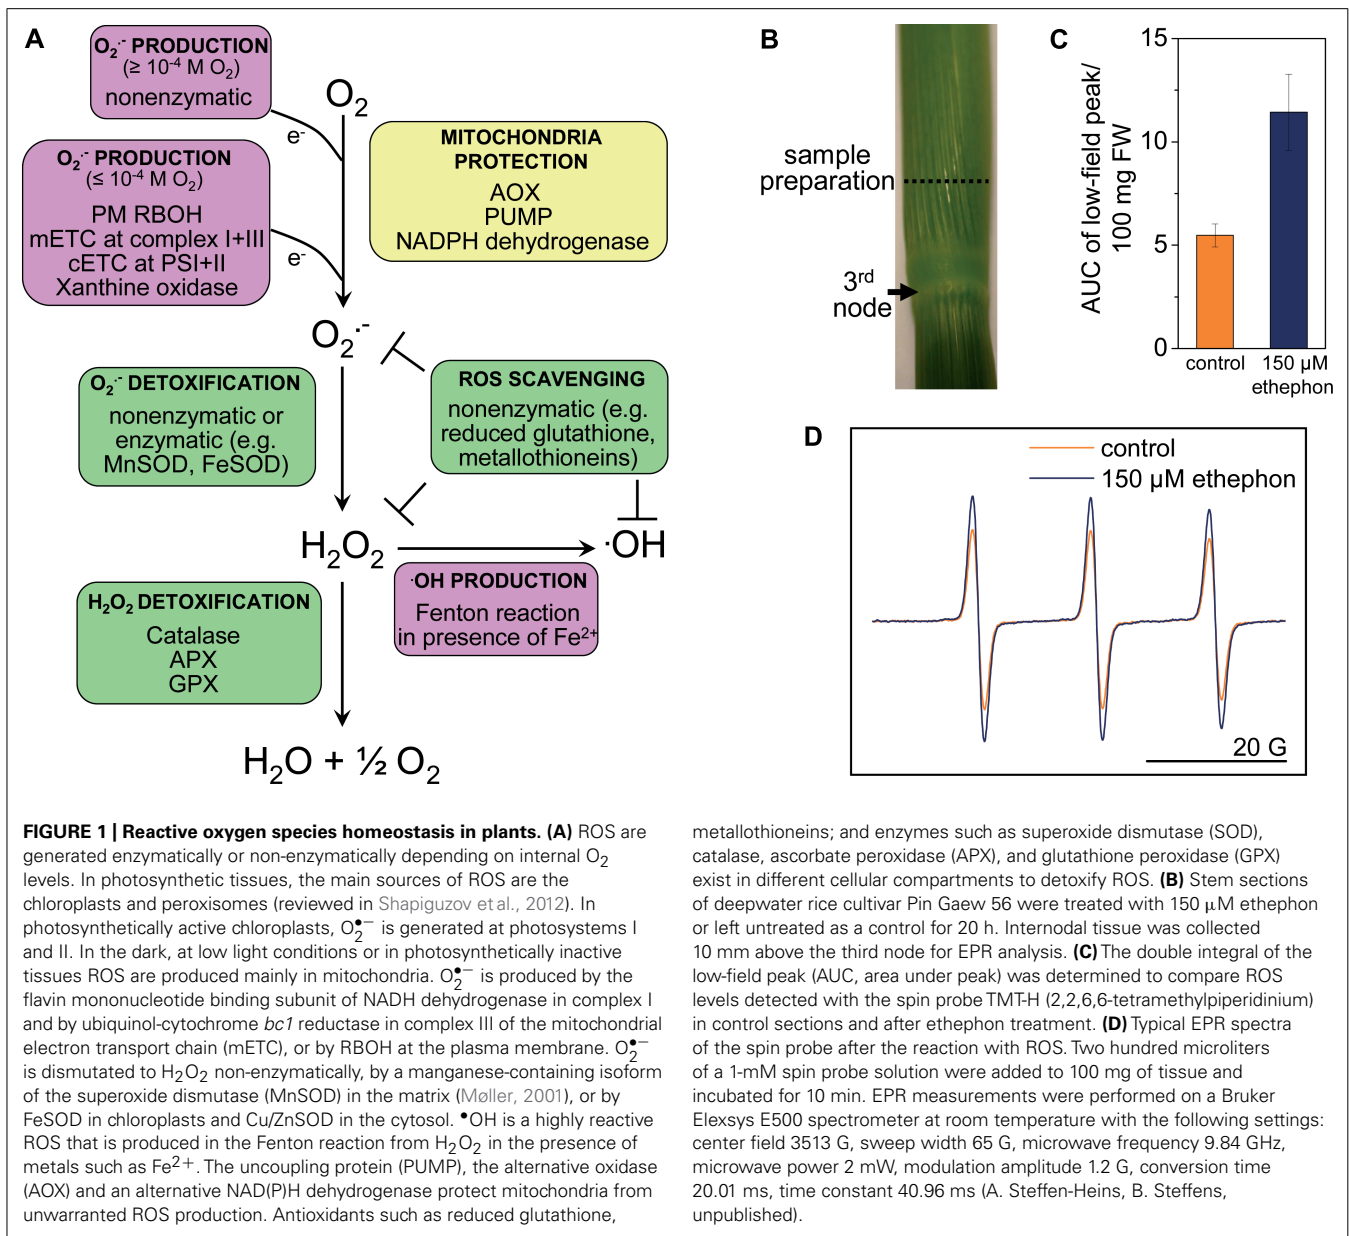 A
O₂·⁻ PRODUCTION
(≥ 10⁻⁴ M O₂)
nonenzymatic
O₂
e⁻
O₂·⁻ PRODUCTION
(≤ 10⁻⁴ M O₂)
PM RBOH
mETC at complex I+III
cETC at PSI+II
Xanthine oxidase
e⁻
MITOCHONDRIA
PROTECTION
AOX
PUMP
NADPH dehydrogenase
O₂·⁻
O₂·⁻ DETOXIFICATION
nonenzymatic or
enzymatic (e.g.
MnSOD, FeSOD)
ROS SCAVENGING
nonenzymatic (e.g.
reduced glutathione,
metallothioneins)
H₂O₂
·OH
·OH PRODUCTION
Fenton reaction
in presence of Fe²⁺
H₂O₂ DETOXIFICATION
Catalase
APX
GPX
H₂O + ½ O₂
B
sample
preparation
3rd
node
C
AUC of low-field peak/
100 mg FW
15
10
5
0
control
150 µM
ethephon
D
control
150 µM ethephon
20 G
FIGURE 1 | Reactive oxygen species homeostasis in plants. (A) ROS are
generated enzymatically or non-enzymatically depending on internal O₂
levels. In photosynthetic tissues, the main sources of ROS are the
chloroplasts and peroxisomes (reviewed in Shapiguzov et al., 2012). In
photosynthetically active chloroplasts, O₂•− is generated at photosystems I
and II. In the dark, at low light conditions or in photosynthetically inactive
tissues ROS are produced mainly in mitochondria. O₂•− is produced by the
flavin mononucleotide binding subunit of NADH dehydrogenase in complex I
and by ubiquinol-cytochrome bc1 reductase in complex III of the mitochondrial
electron transport chain (mETC), or by RBOH at the plasma membrane. O₂•−
is dismutated to H₂O₂ non-enzymatically, by a manganese-containing isoform
of the superoxide dismutase (MnSOD) in the matrix (Møller, 2001), or by
FeSOD in chloroplasts and Cu/ZnSOD in the cytosol. •OH is a highly reactive
ROS that is produced in the Fenton reaction from H₂O₂ in the presence of
metals such as Fe²⁺. The uncoupling protein (PUMP), the alternative oxidase
(AOX) and an alternative NAD(P)H dehydrogenase protect mitochondria from
unwarranted ROS production. Antioxidants such as reduced glutathione,
metallothioneins; and enzymes such as superoxide dismutase (SOD),
catalase, ascorbate peroxidase (APX), and glutathione peroxidase (GPX)
exist in different cellular compartments to detoxify ROS. (B) Stem sections
of deepwater rice cultivar Pin Gaew 56 were treated with 150 µM ethephon
or left untreated as a control for 20 h. Internodal tissue was collected
10 mm above the third node for EPR analysis. (C) The double integral of the
low-field peak (AUC, area under peak) was determined to compare ROS
levels detected with the spin probe TMT-H (2,2,6,6-tetramethylpiperidinium)
in control sections and after ethephon treatment. (D) Typical EPR spectra
of the spin probe after the reaction with ROS. Two hundred microliters
of a 1-mM spin probe solution were added to 100 mg of tissue and
incubated for 10 min. EPR measurements were performed on a Bruker
Elexsys E500 spectrometer at room temperature with the following settings:
center field 3513 G, sweep width 65 G, microwave frequency 9.84 GHz,
microwave power 2 mW, modulation amplitude 1.2 G, conversion time
20.01 ms, time constant 40.96 ms (A. Steffen-Heins, B. Steffens,
unpublished).